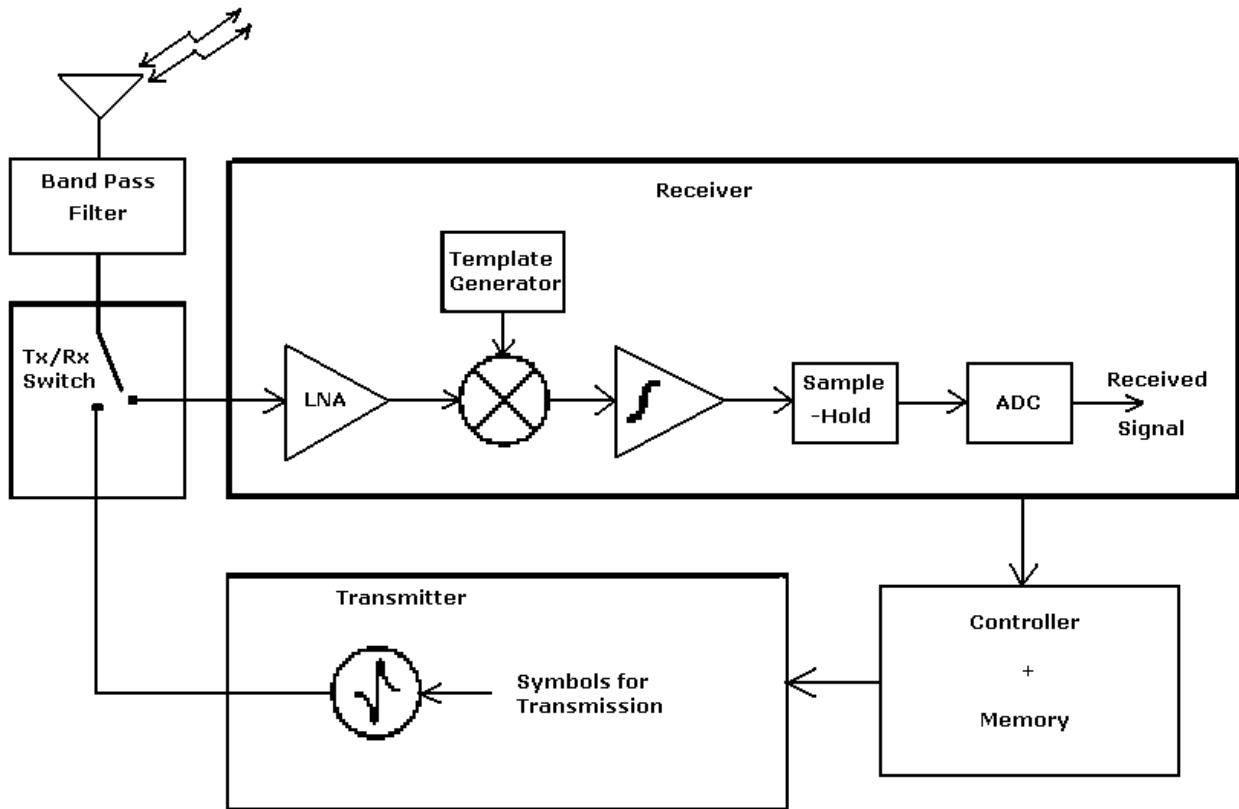 Band Pass
Filter
Receiver
Template
Generator
Tx/Rx
Switch
LNA
Sample
-Hold
ADC
Received
Signal
Transmitter
Symbols for
Transmission
Controller
+
Memory